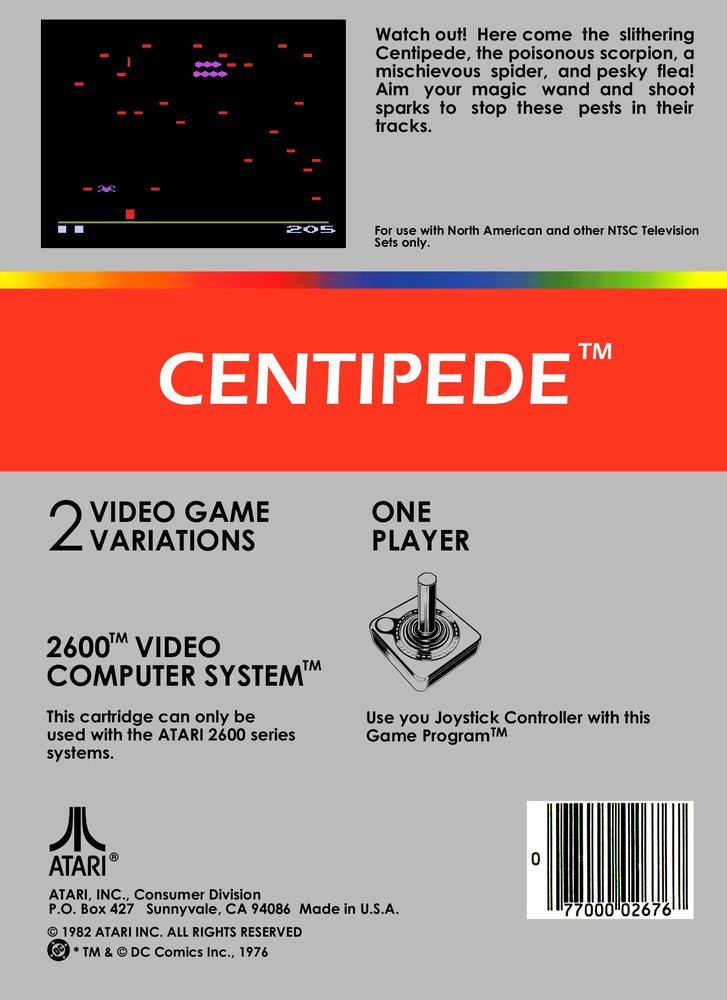 Watch out! Here come the slithering
Centipede, the poisonous scorpion, a
mischievous spider, and pesky flea!
Aim your magic wand and shoot
sparks to stop these pests in their
tracks.
205
For use with North American and other NTSC Television
Sets only.
CENTIPEDE™
2 VIDEO GAME
VARIATIONS
ONE
PLAYER
2600™ VIDEO
COMPUTER SYSTEM™
This cartridge can only be
used with the ATARI 2600 series
systems.
Use you Joystick Controller with this
Game Program™
ATARI®
ATARI, INC., Consumer Division
P.O. Box 427 Sunnyvale, CA 94086 Made in U.S.A.
© 1982 ATARI INC. ALL RIGHTS RESERVED
DC * TM & © DC Comics Inc., 1976
0 77000 02676